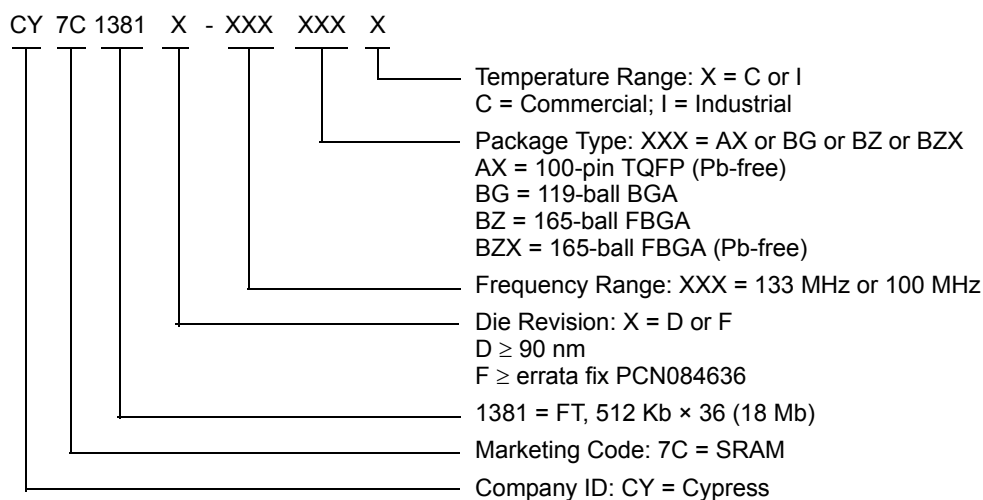 CY 7C 1381 X - XXX XXX X
Temperature Range: X = C or I
C = Commercial; I = Industrial
Package Type: XXX = AX or BG or BZ or BZX
AX = 100-pin TQFP (Pb-free)
BG = 119-ball BGA
BZ = 165-ball FBGA
BZX = 165-ball FBGA (Pb-free)
Frequency Range: XXX = 133 MHz or 100 MHz
Die Revision: X = D or F
D ≥ 90 nm
F ≥ errata fix PCN084636
1381 = FT, 512 Kb × 36 (18 Mb)
Marketing Code: 7C = SRAM
Company ID: CY = Cypress